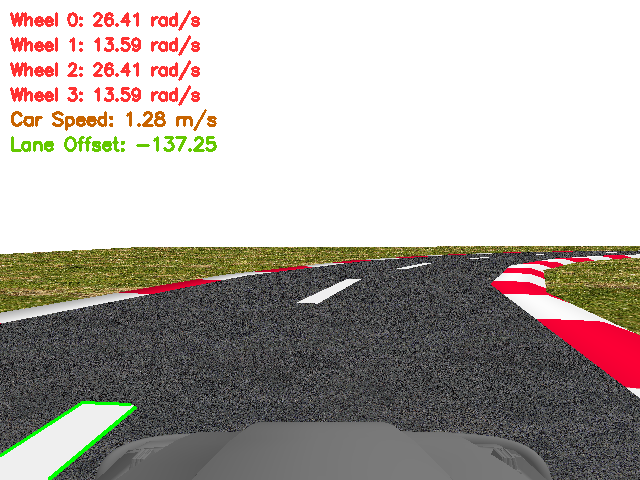 Wheel 0: 26.41 rad/s
Wheel 1: 13.59 rad/s
Wheel 2: 26.41 rad/s
Wheel 3: 13.59 rad/s
Car Speed: 1.28 m/s
Lane Offset: -137.25